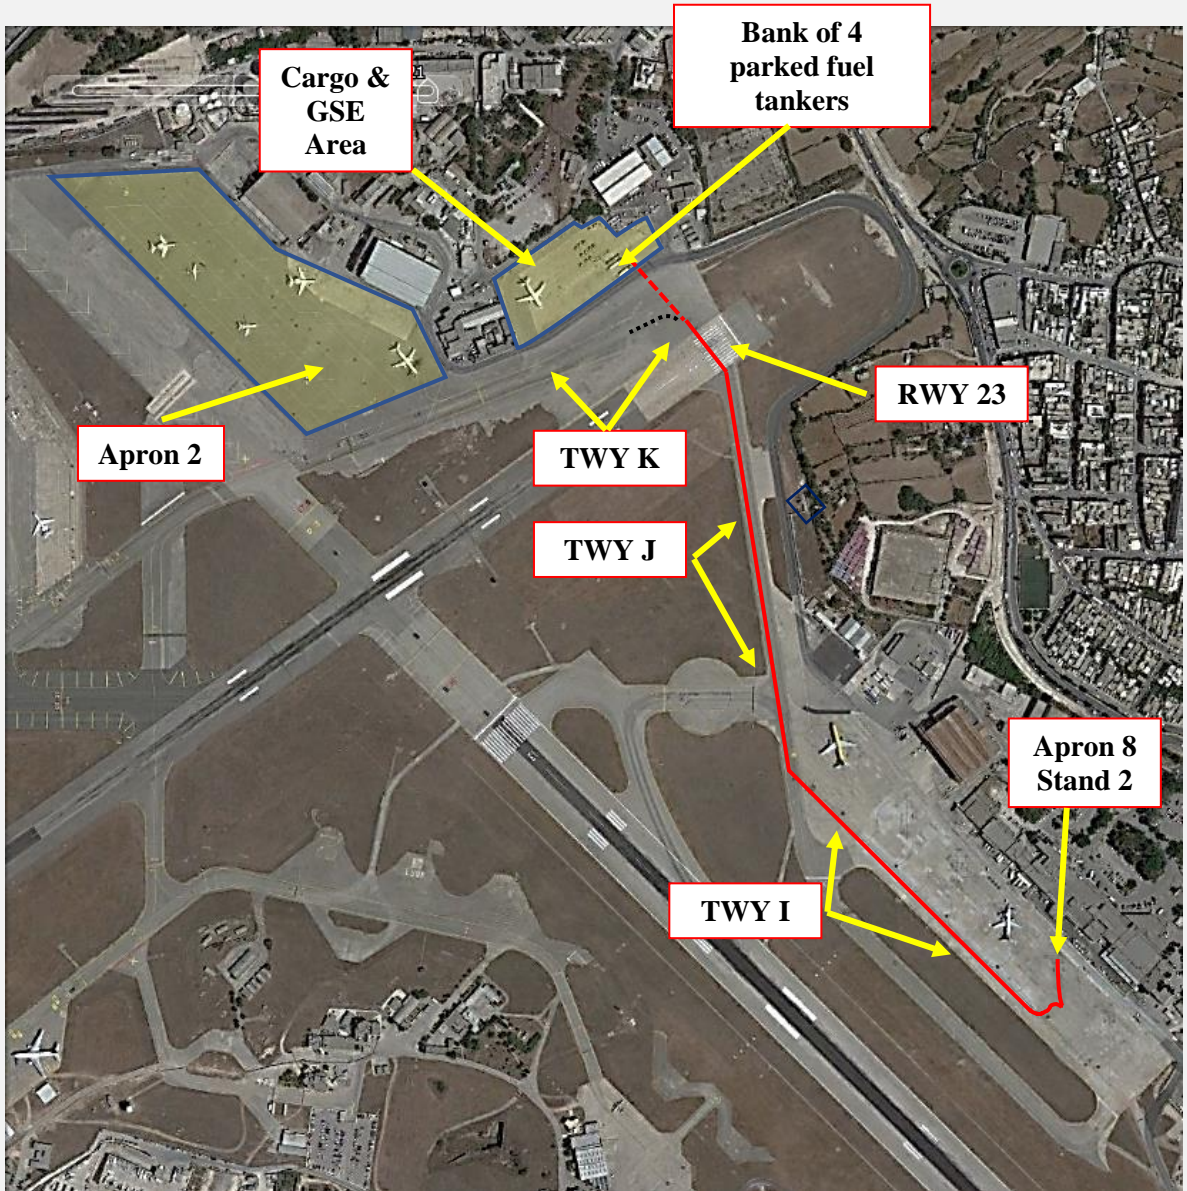 Bank of 4
parked fuel
tankers
Cargo &
GSE
Area
RWY 23
Apron 2
TWY K
TWY J
Apron 8
Stand 2
TWY I